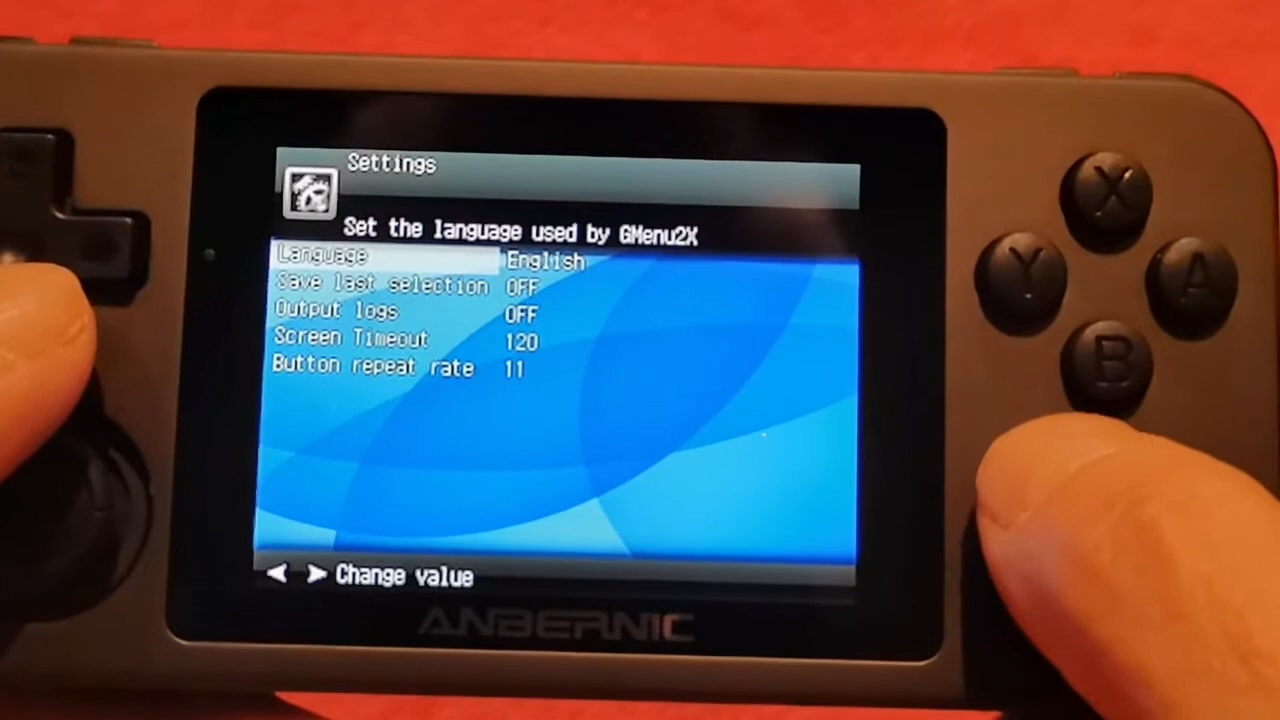 Settings
Set the language used by GMenu2X
Language English
Save last selection OFF
Output logs OFF
Screen Timeout 120
Button repeat rate 11
Change value
ANBERNIC
X
Y A
B